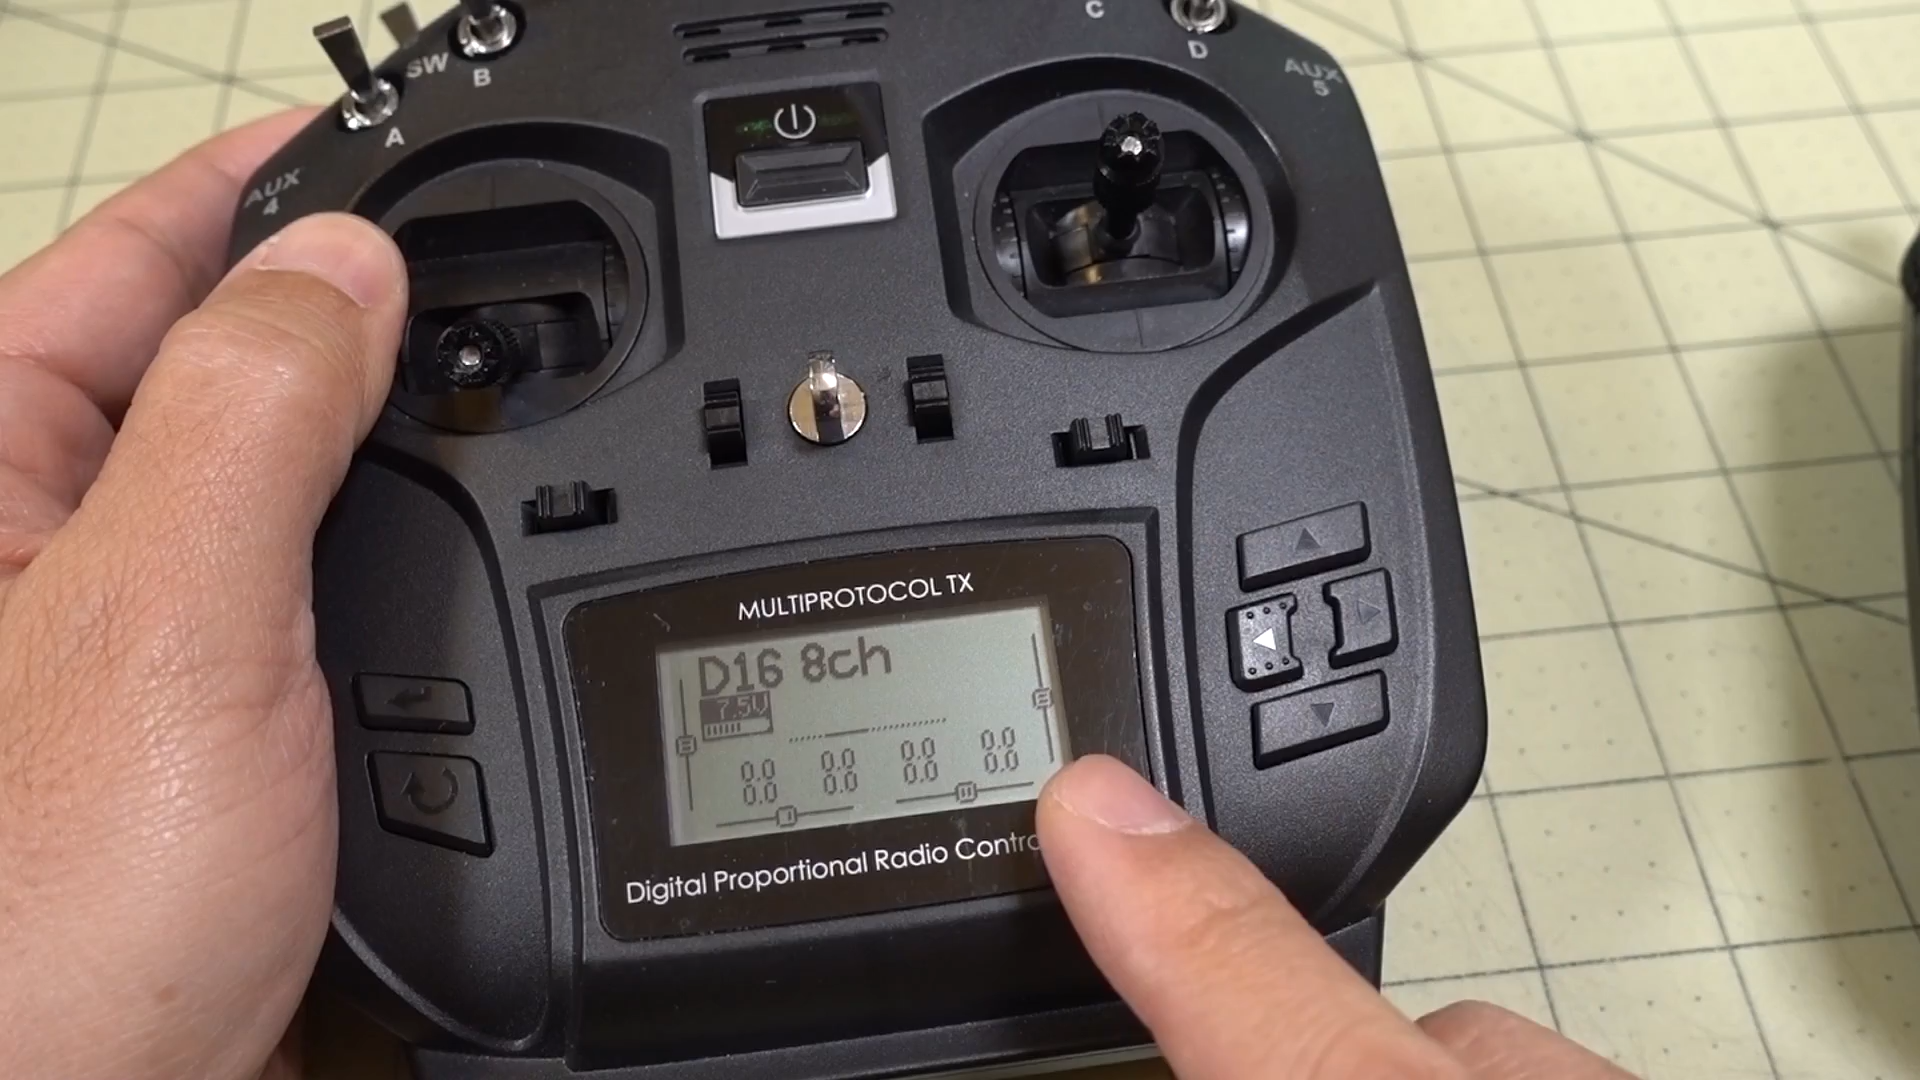 SW
B
A
AUX
4
C
D
AUX
5
MULTIPROTOCOL TX
D16 8ch
7.5V
0.0 0.0 0.0 0.0
0.0 0.0 0.0 0.0
Digital Proportional Radio Contro